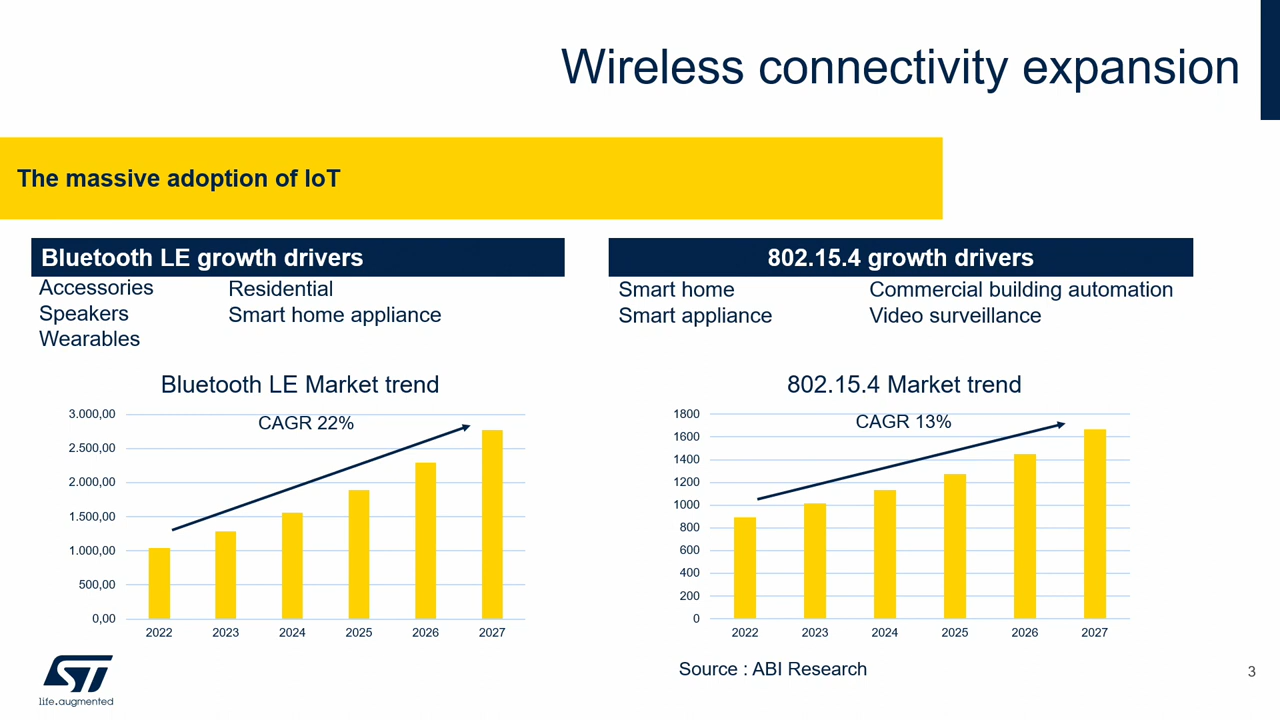 Wireless connectivity expansion
The massive adoption of IoT
Bluetooth LE growth drivers
Accessories
Speakers
Wearables
Residential
Smart home appliance
802.15.4 growth drivers
Smart home
Smart appliance
Commercial building automation
Video surveillance
Bluetooth LE Market trend
CAGR 22%
3.000,00
2.500,00
2.000,00
1.500,00
1.000,00
500,00
0,00
2022 2023 2024 2025 2026 2027
802.15.4 Market trend
CAGR 13%
1800
1600
1400
1200
1000
800
600
400
200
0
2022 2023 2024 2025 2026 2027
Source : ABI Research
ST
life.augmented
3